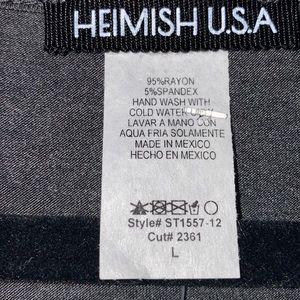 HEIMISH U.S.A
95%RAYON
5%SPANDEX
HAND WASH WITH
COLD WATER ONLY
LAVAR A MANO CON
AQUA FRIA SOLAMENTE
MADE IN MEXICO
HECHO EN MEXICO
Style# ST1557-12
Cut# 2361
L